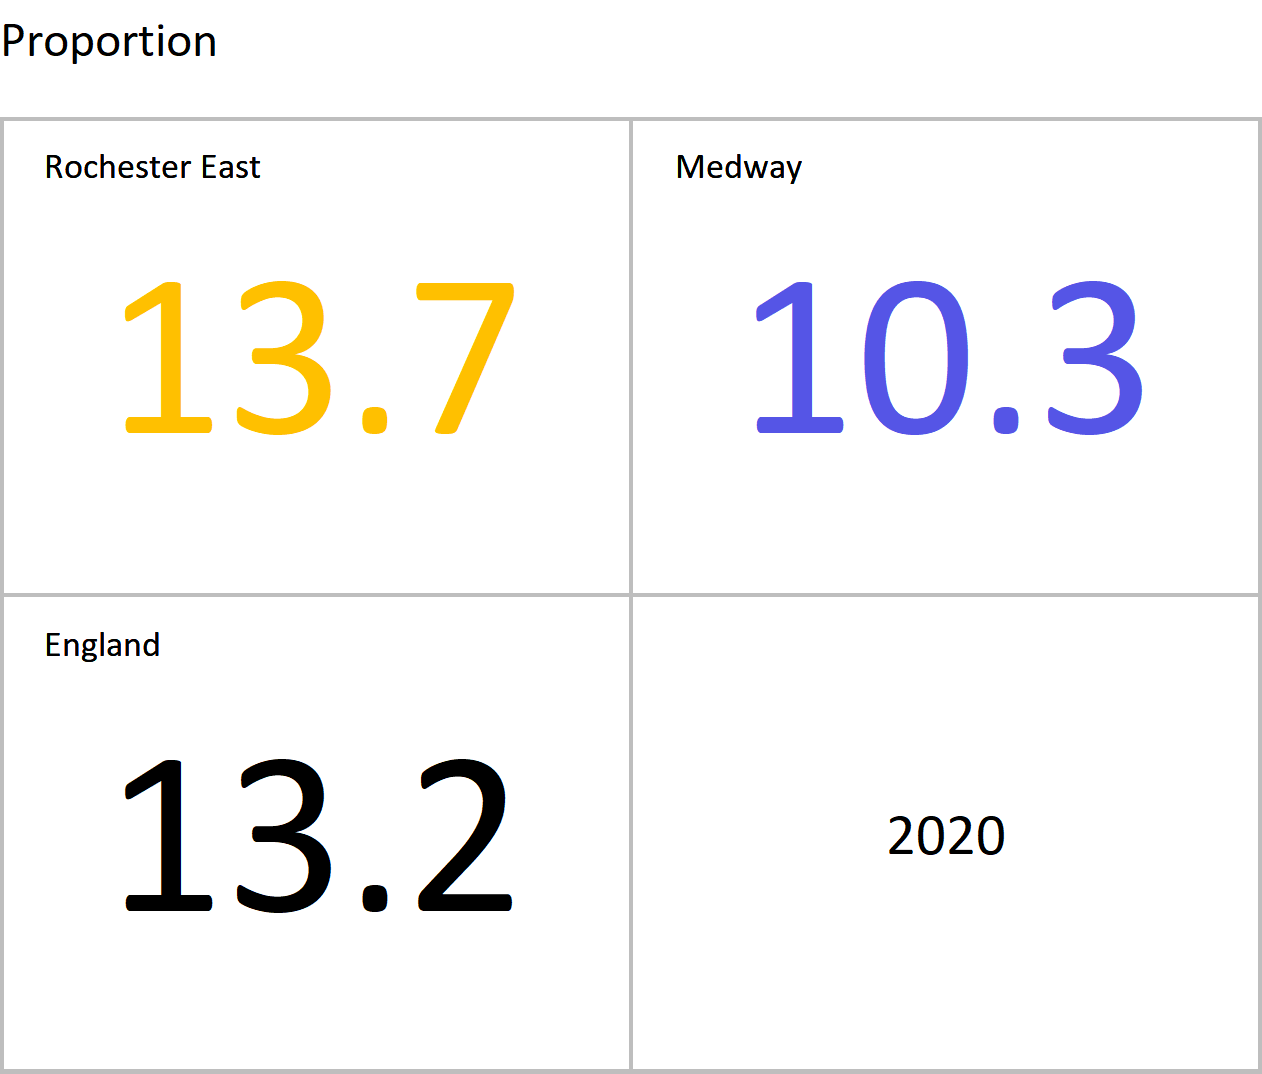 Proportion
Rochester East
13.7
Medway
10.3
England
13.2
2020